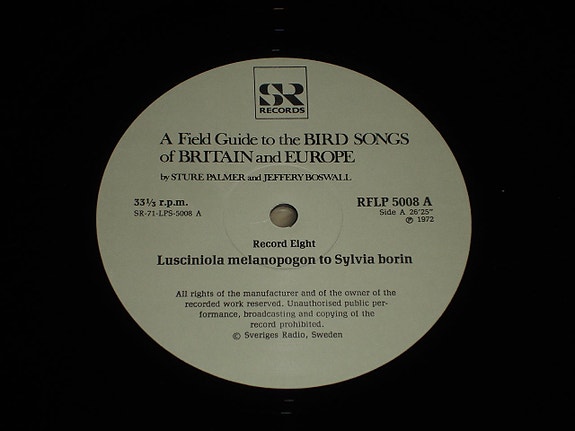 SR
RECORDS
A Field Guide to the BIRD SONGS
of BRITAIN and EUROPE
by STURE PALMER and JEFFERY BOSWALL
33⅓ r.p.m.
SR-71-LPS-5008 A
RFLP 5008 A
Side A 26'25"
℗ 1972
Record Eight
Lusciniola melanopogon to Sylvia borin
All rights of the manufacturer and of the owner of the
recorded work reserved. Unauthorised public per-
formance, broadcasting and copying of the
record prohibited.
© Sveriges Radio, Sweden